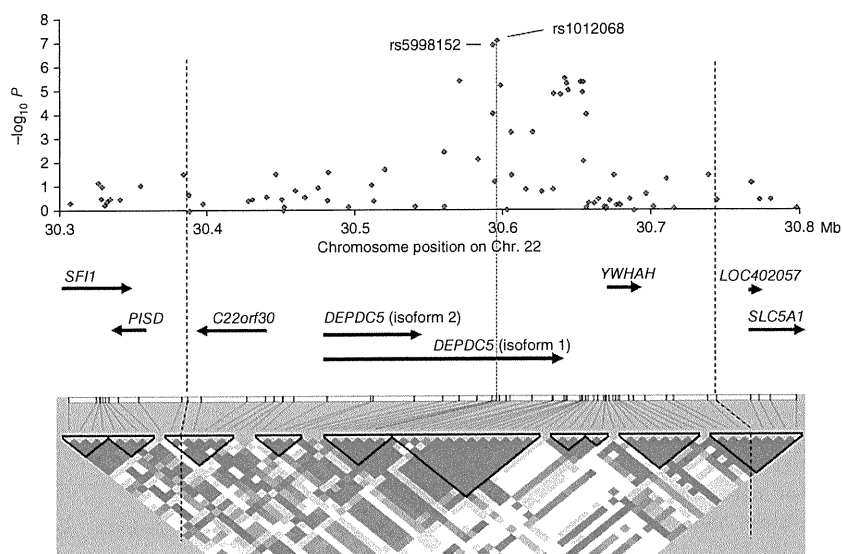 8
7
6
5
4
3
2
1
0
–log10 P
rs5998152
rs1012068
30.3
30.4
30.5
30.6
30.7
30.8
Mb
Chromosome position on Chr. 22
SFI1
YWHAH
LOC402057
PISD
C22orf30
DEPDC5 (isoform 2)
SLC5A1
DEPDC5 (isoform 1)